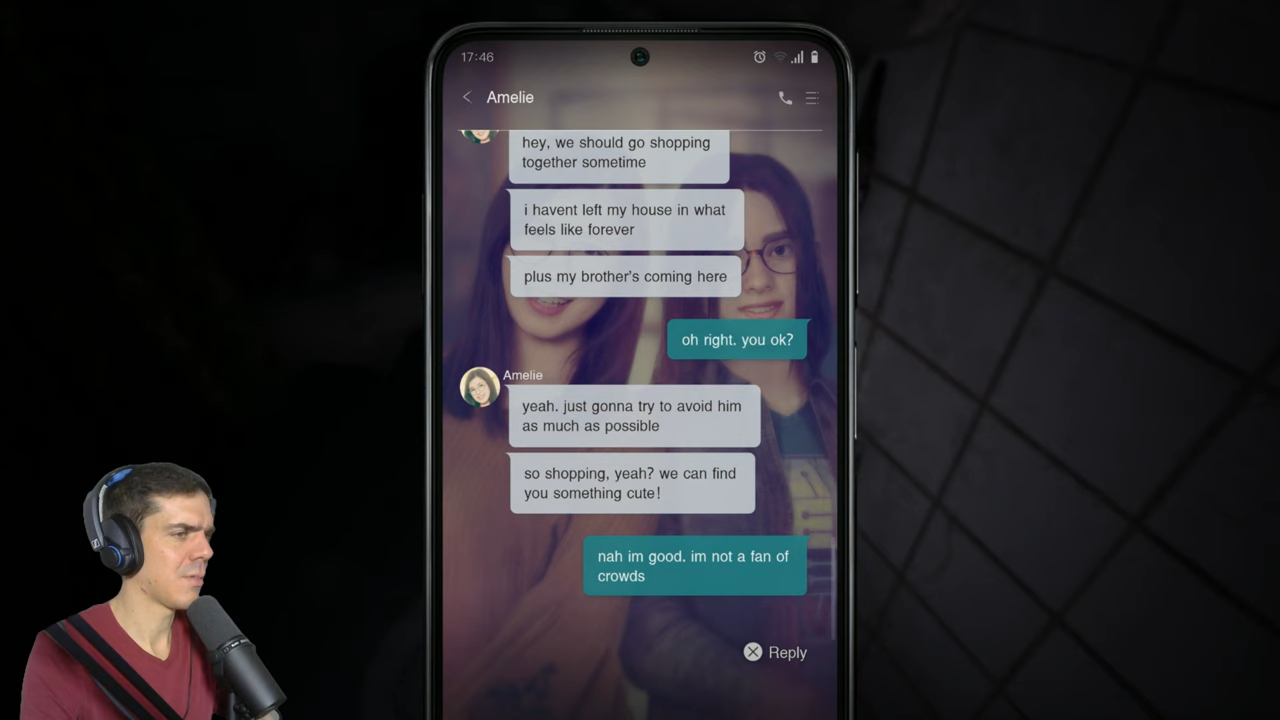 17:46
Amelie
hey, we should go shopping
together sometime
i havent left my house in what
feels like forever
plus my brother's coming here
oh right. you ok?
Amelie
yeah. just gonna try to avoid him
as much as possible
so shopping, yeah? we can find
you something cute!
nah im good. im not a fan of
crowds
Reply